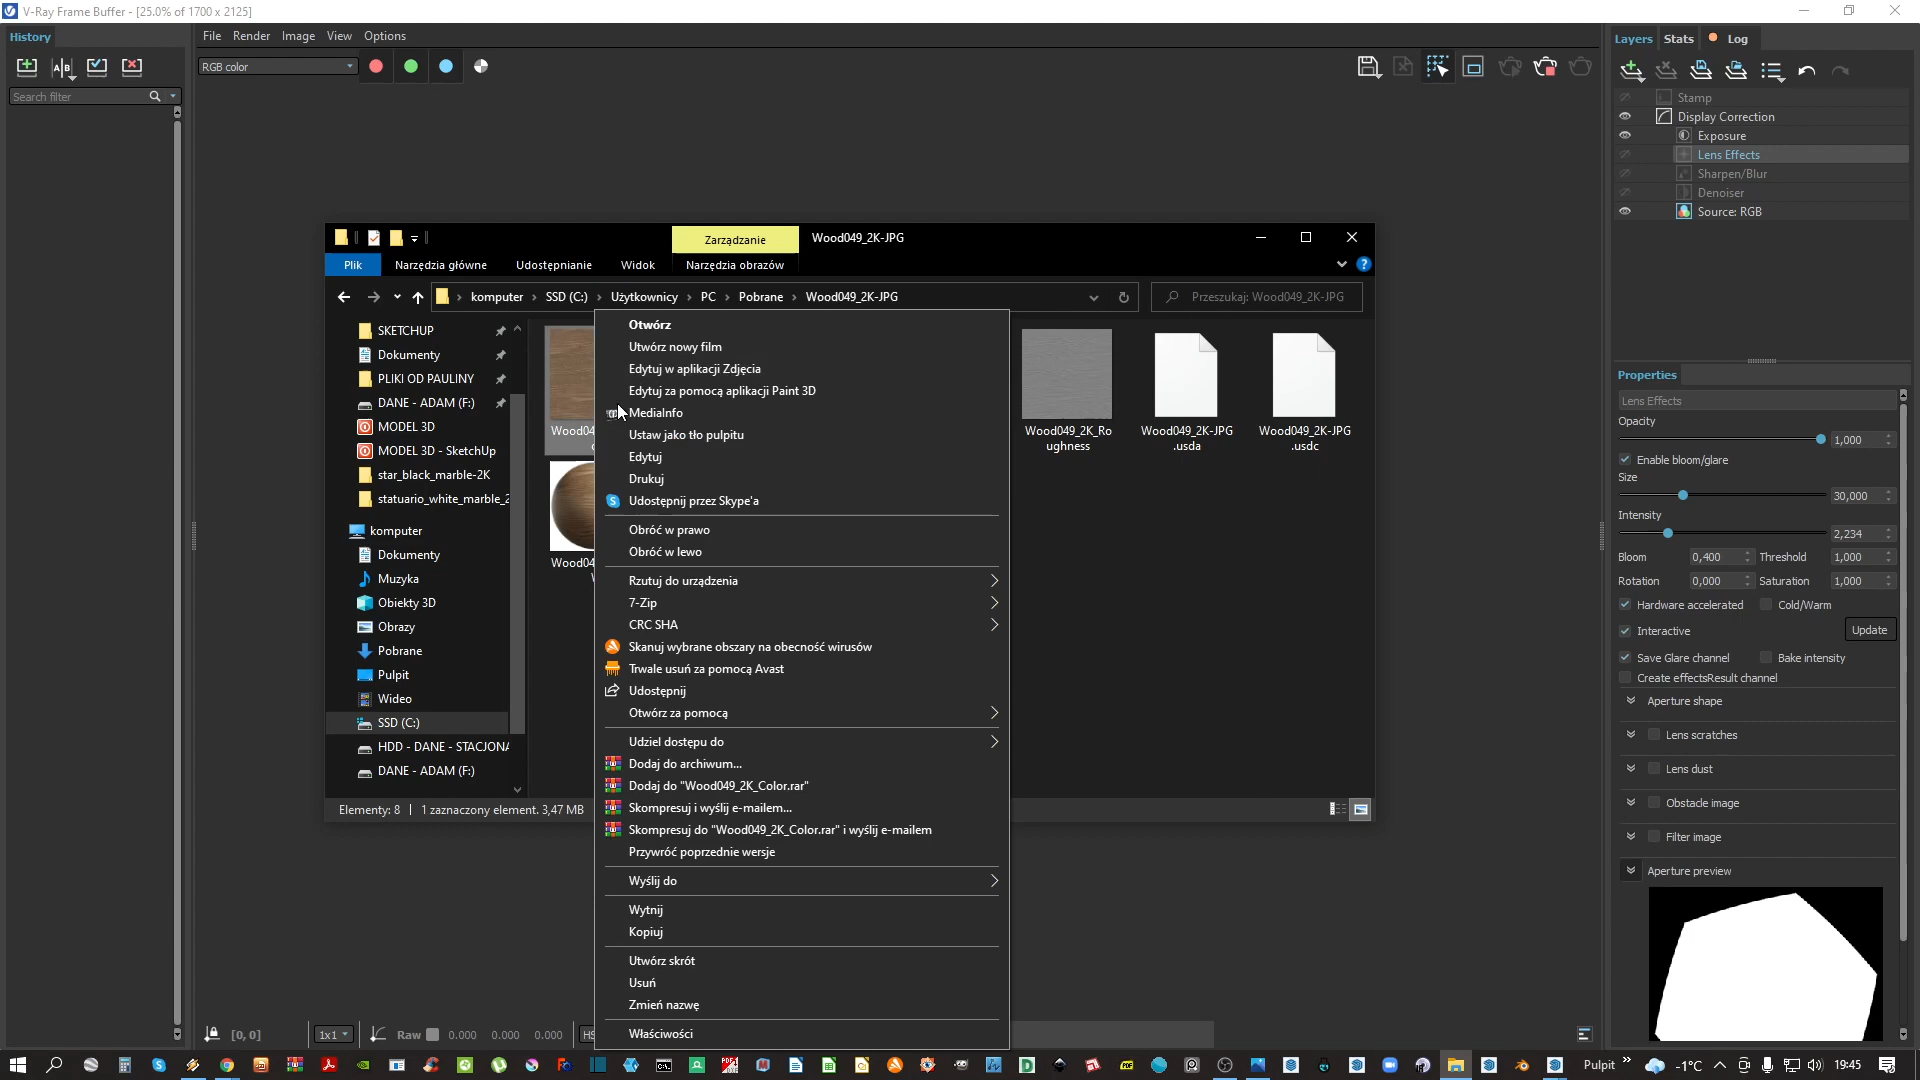 V-Ray Frame Buffer - [25.0% of 1700 x 2125]
History
File Render Image View Options
Layers Stats Log
RGB color
Search filter
Stamp
Display Correction
Exposure
Lens Effects
Sharpen/Blur
Denoiser
Source: RGB
Zarządzanie
Wood049_2K-JPG
Plik
Narzędzia główne
Udostępnianie
Widok
Narzędzia obrazów
komputer
SSD (C:)
Użytkownicy
PC
Pobrane
Wood049_2K-JPG
Przeszukaj: Wood049_2K-JPG
SKETCHUP
Dokumenty
PLIKI OD PAULINY
DANE - ADAM (F:)
MODEL 3D
MODEL 3D - SketchUp
star_black_marble-2K
statuario_white_marble_2
komputer
Dokumenty
Muzyka
Obiekty 3D
Obrazy
Pobrane
Pulpit
Wideo
SSD (C:)
HDD - DANE - STACJONA
DANE - ADAM (F:)
Wood04
Wood04
Wood049_2K_Ro
ughness
Wood049_2K-JPG
.usda
Wood049_2K-JPG
.usdc
Elementy: 8
1 zaznaczony element. 3,47 MB
Otwórz
Utwórz nowy film
Edytuj w aplikacji Zdjęcia
Edytuj za pomocą aplikacji Paint 3D
MediaInfo
Ustaw jako tło pulpitu
Edytuj
Drukuj
Udostępnij przez Skype'a
Obróć w prawo
Obróć w lewo
Rzutuj do urządzenia
7-Zip
CRC SHA
Skanuj wybrane obszary na obecność wirusów
Trwale usuń za pomocą Avast
Udostępnij
Otwórz za pomocą
Udziel dostępu do
Dodaj do archiwum...
Dodaj do "Wood049_2K_Color.rar"
Skompresuj i wyślij e-mailem...
Skompresuj do "Wood049_2K_Color.rar" i wyślij e-mailem
Przywróć poprzednie wersje
Wyślij do
Wytnij
Kopiuj
Utwórz skrót
Usuń
Zmień nazwę
Właściwości
Properties
Lens Effects
Opacity
1,000
Enable bloom/glare
Size
30,000
Intensity
2,234
Bloom 0,400 Threshold 1,000
Rotation 0,000 Saturation 1,000
Hardware accelerated Cold/Warm
Interactive Update
Save Glare channel Bake intensity
Create effectsResult channel
Aperture shape
Lens scratches
Lens dust
Obstacle image
Filter image
Aperture preview
[0, 0] 1x1 Raw 0.000 0.000 0.000 HS
Pulpit -1°C 19:45